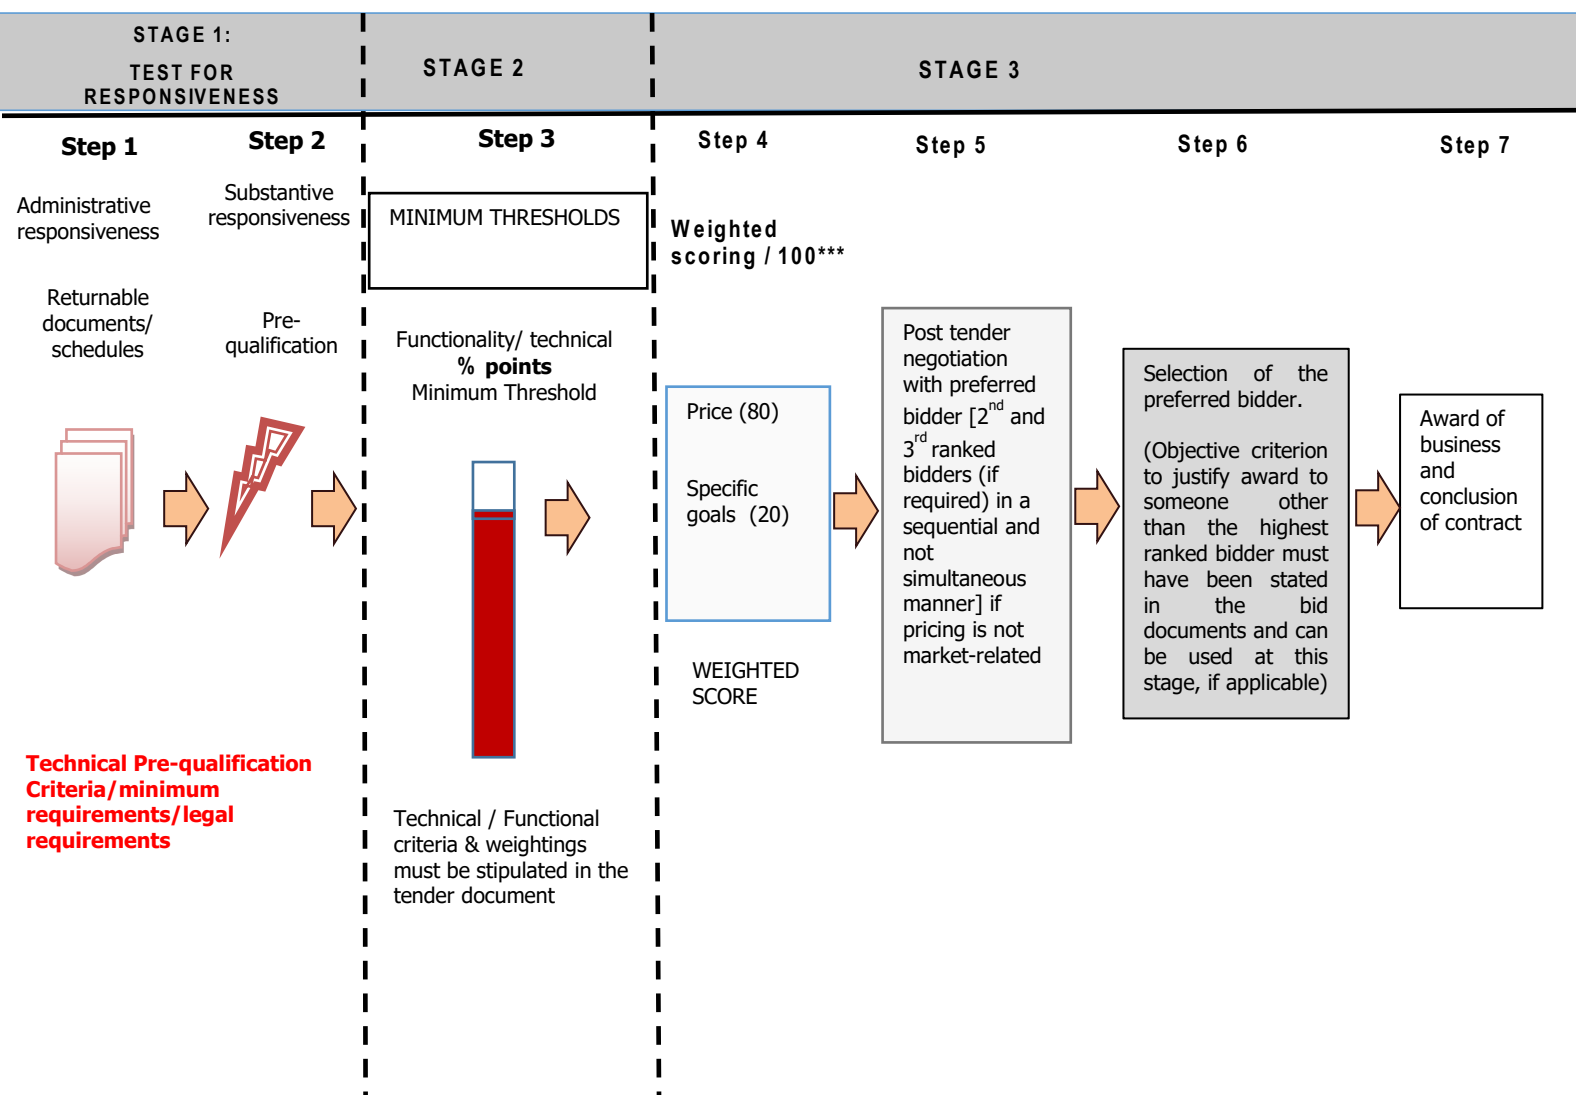 STAGE 1:
TEST FOR
RESPONSIVENESS
STAGE 2
STAGE 3
Step 1
Step 2
Step 3
Step 4
Step 5
Step 6
Step 7
Administrative
responsiveness
Returnable
documents/
schedules
Substantive
responsiveness
Pre-
qualification
Technical Pre-qualification
Criteria/minimum
requirements/legal
requirements
MINIMUM THRESHOLDS
Functionality/ technical
% points
Minimum Threshold
Technical / Functional
criteria & weightings
must be stipulated in the
tender document
Weighted
scoring / 100***
Price (80)
Specific
goals (20)
WEIGHTED
SCORE
Post tender
negotiation
with preferred
bidder [2nd and
3rd ranked
bidders (if
required) in a
sequential and
not
simultaneous
manner] if
pricing is not
market-related
Selection of the
preferred bidder.
(Objective criterion
to justify award to
someone other
than the highest
ranked bidder must
have been stated
in the bid
documents and can
be used at this
stage, if applicable)
Award of
business
and
conclusion
of contract